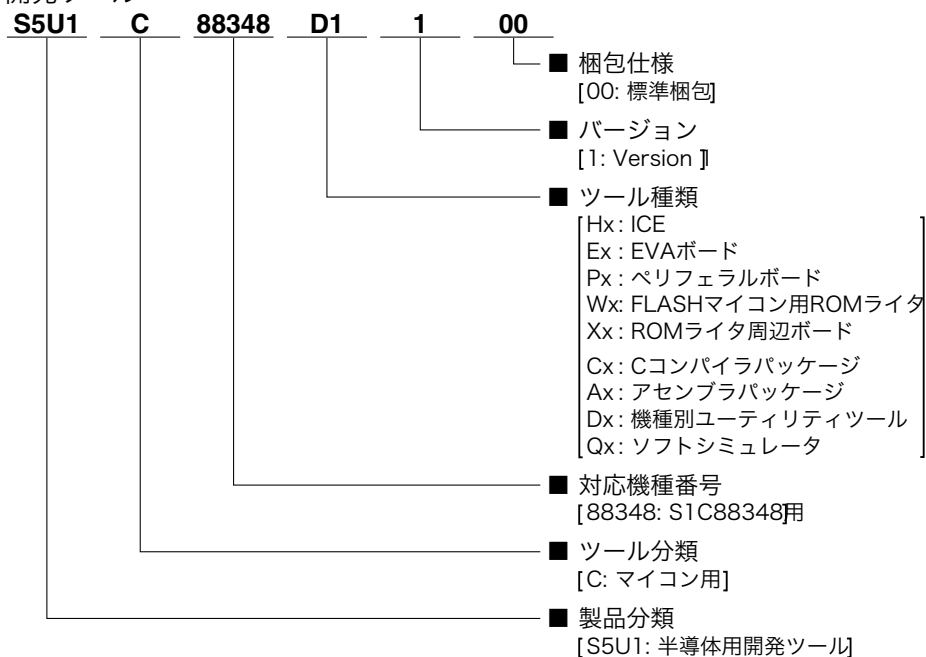 開発ツール
S5U1 C 88348 D1 1 00
■ 梱包仕様
[00: 標準梱包]
■ バージョン
[1: Version 1]
■ ツール種類
Hx : ICE
Ex : EVAボード
Px : ペリフェラルボード
Wx: FLASHマイコン用ROMライタ
Xx : ROMライタ周辺ボード
Cx : Cコンパイラパッケージ
Ax : アセンブラパッケージ
Dx : 機種別ユーティリティツール
Qx : ソフトシミュレータ
■ 対応機種番号
[88348: S1C88348用]
■ ツール分類
[C: マイコン用]
■ 製品分類
[S5U1: 半導体用開発ツール]